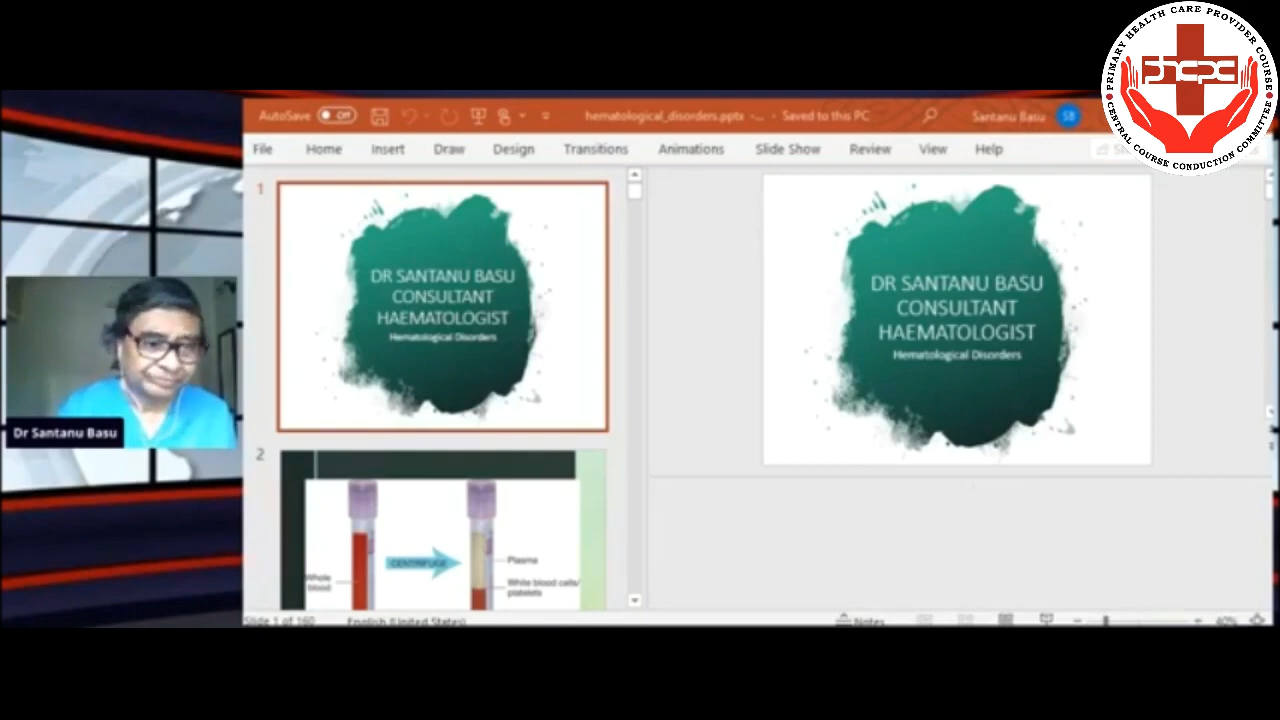 PRIMARY HEALTH CARE PROVIDER COURSE
PHCPC
CENTRAL COURSE CONDUCTION COMMITTEE
AutoSave
Off
hematological_disorders.pptx
Saved to this PC
Santanu Basu
SB
File Home Insert Draw Design Transitions Animations Slide Show Review View Help
1
DR SANTANU BASU
CONSULTANT
HAEMATOLOGIST
Hematological Disorders
DR SANTANU BASU
CONSULTANT
HAEMATOLOGIST
Hematological Disorders
Dr Santanu Basu
2
CENTRIFUGE
Whole
blood
Plasma
White blood cells/
platelets
Slide 1 of 160
English (United States)
Notes
40%